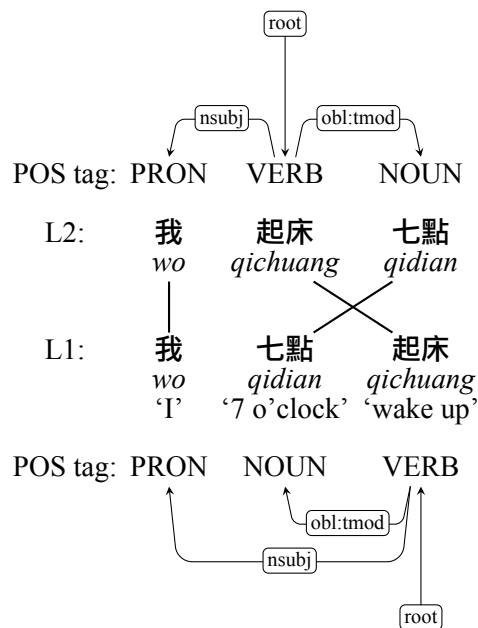 root
nsubj obl:tmod
POS tag: PRON VERB NOUN
L2: 我 起床 七點
wo qichuang qidian
L1: 我 七點 起床
wo qidian qichuang
‘I’ ‘7 o’clock’ ‘wake up’
POS tag: PRON NOUN VERB
obl:tmod
nsubj
root